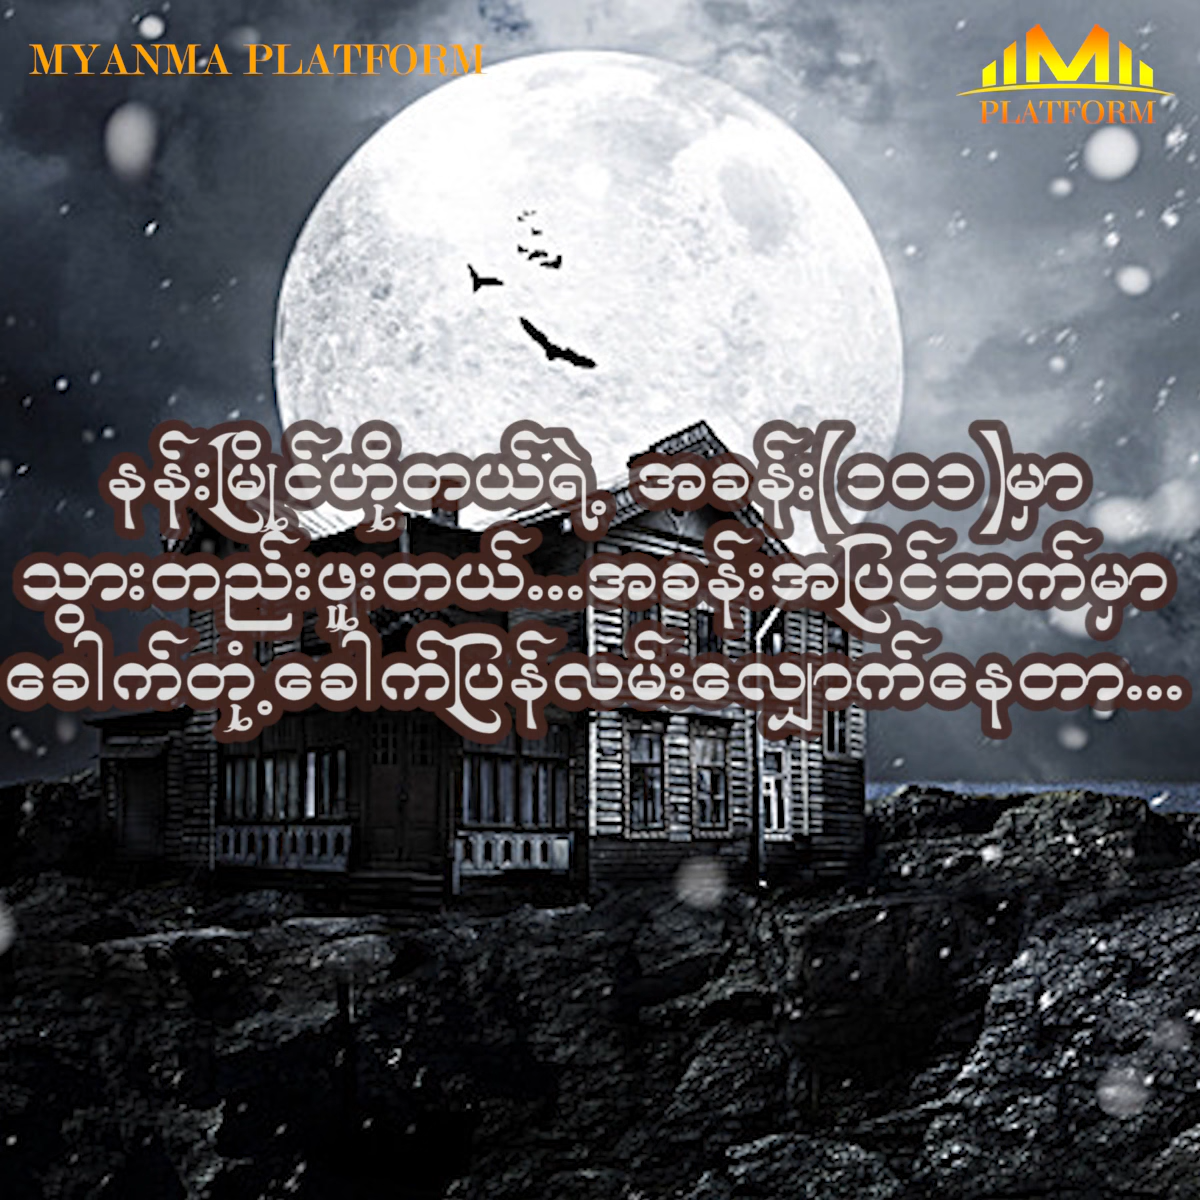 MYANMA PLATFORM
M
PLATFORM
နန်းမြိုင်ဟိုတယ်ရဲ့ အခန်း(၁၀၁)မှာ
သွားတည်းဖူးတယ်...အခန်းအပြင်ဘက်မှာ
ခေါက်တုံ့ခေါက်ပြန်လမ်းလျှောက်နေတာ...